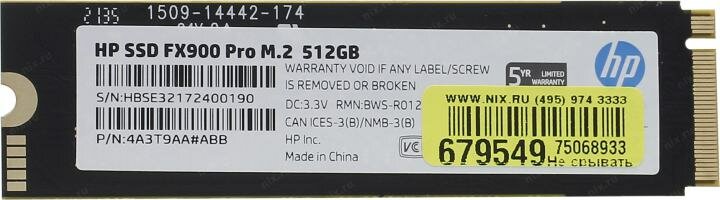 2135 1509-14442-174
HP SSD FX900 Pro M.2 512GB
S/N:HBSE32172400190
P/N:4A3T9AA#ABB
WARRANTY VOID IF ANY LABEL/SCREW
IS REMOVED OR BROKEN
DC:3.3V RMN:BWS-R012
CAN ICES-3(B)/NMB-3(B)
HP Inc.
Made in China
5YR LIMITED WARRANTY
hp
VC
WWW.NIX.RU (495) 974 3333
679549 75068933
Не срывать